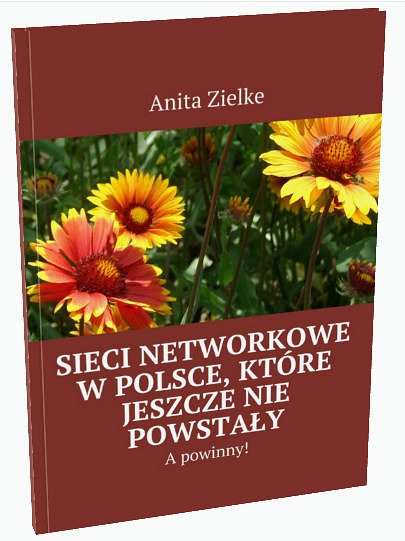 Anita Zielke
SIECI NETWORKOWE
W POLSCE, KTÓRE
JESZCZE NIE
POWSTAŁY
A powinny!